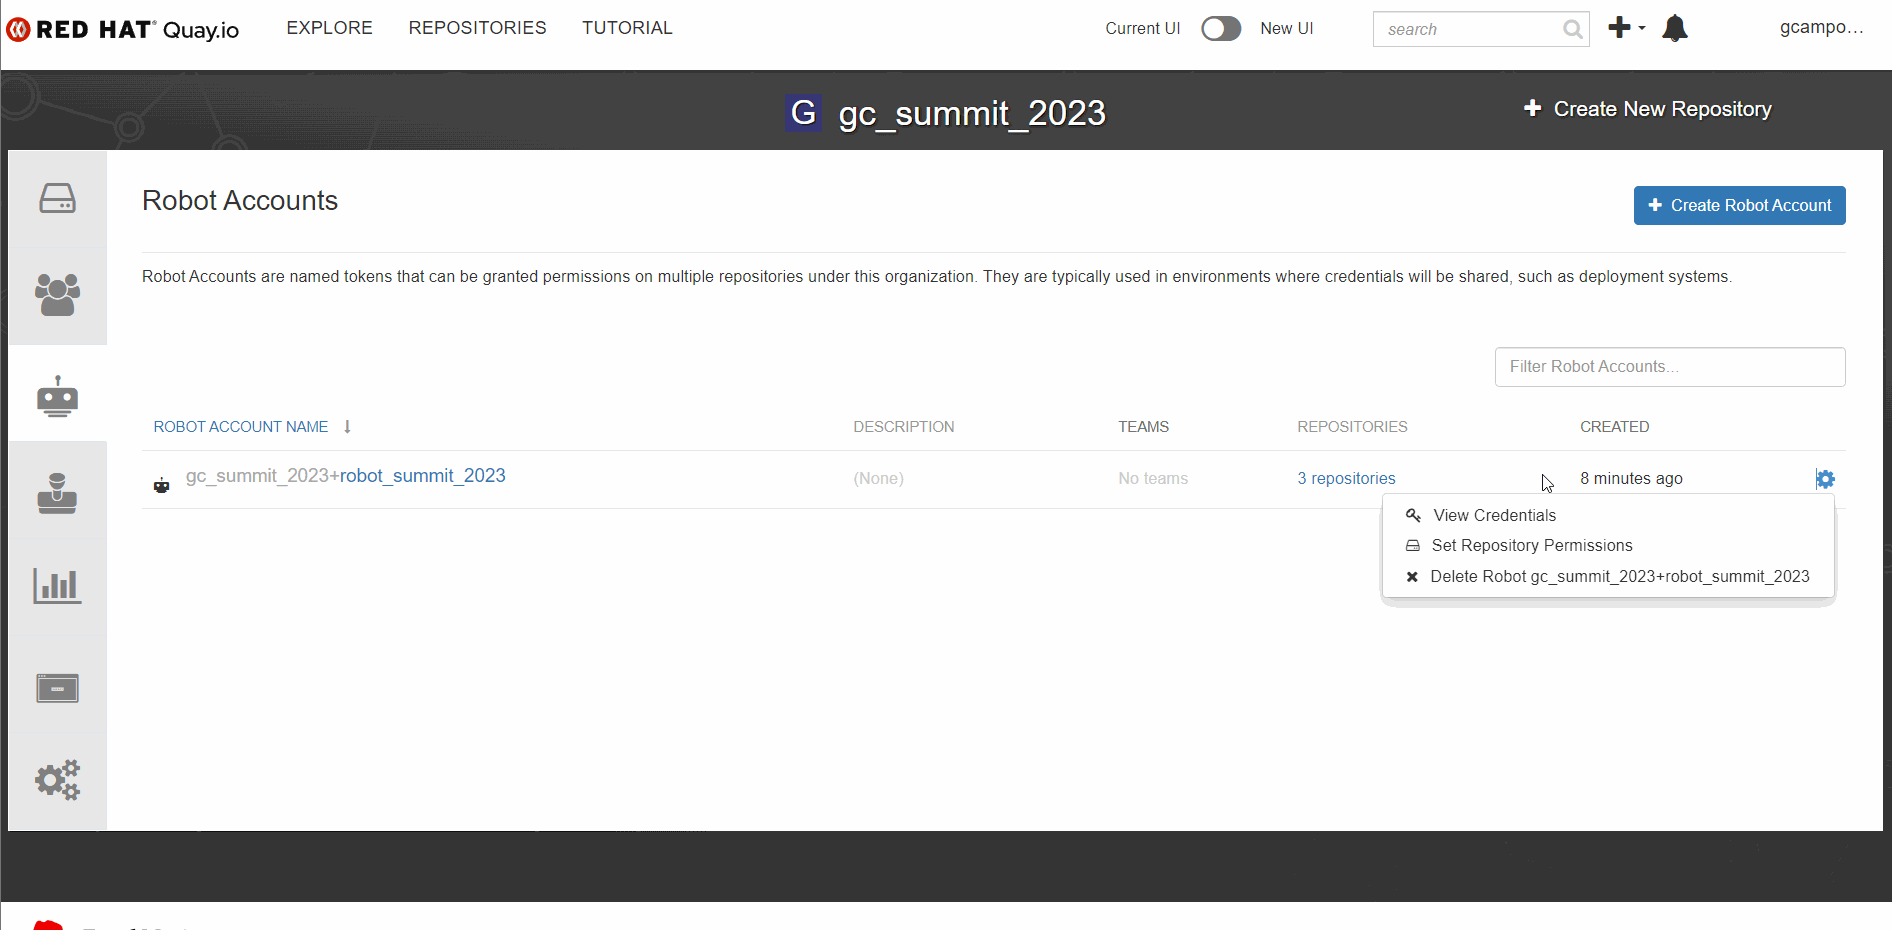 RED HAT Quay.io
EXPLORE
REPOSITORIES
TUTORIAL
Current UI
New UI
search
gcampo...
G gc_summit_2023
Create New Repository
Robot Accounts
Create Robot Account
Robot Accounts are named tokens that can be granted permissions on multiple repositories under this organization. They are typically used in environments where credentials will be shared, such as deployment systems.
Filter Robot Accounts...
ROBOT ACCOUNT NAME
DESCRIPTION
TEAMS
REPOSITORIES
CREATED
gc_summit_2023+robot_summit_2023
(None)
No teams
3 repositories
8 minutes ago
View Credentials
Set Repository Permissions
Delete Robot gc_summit_2023+robot_summit_2023